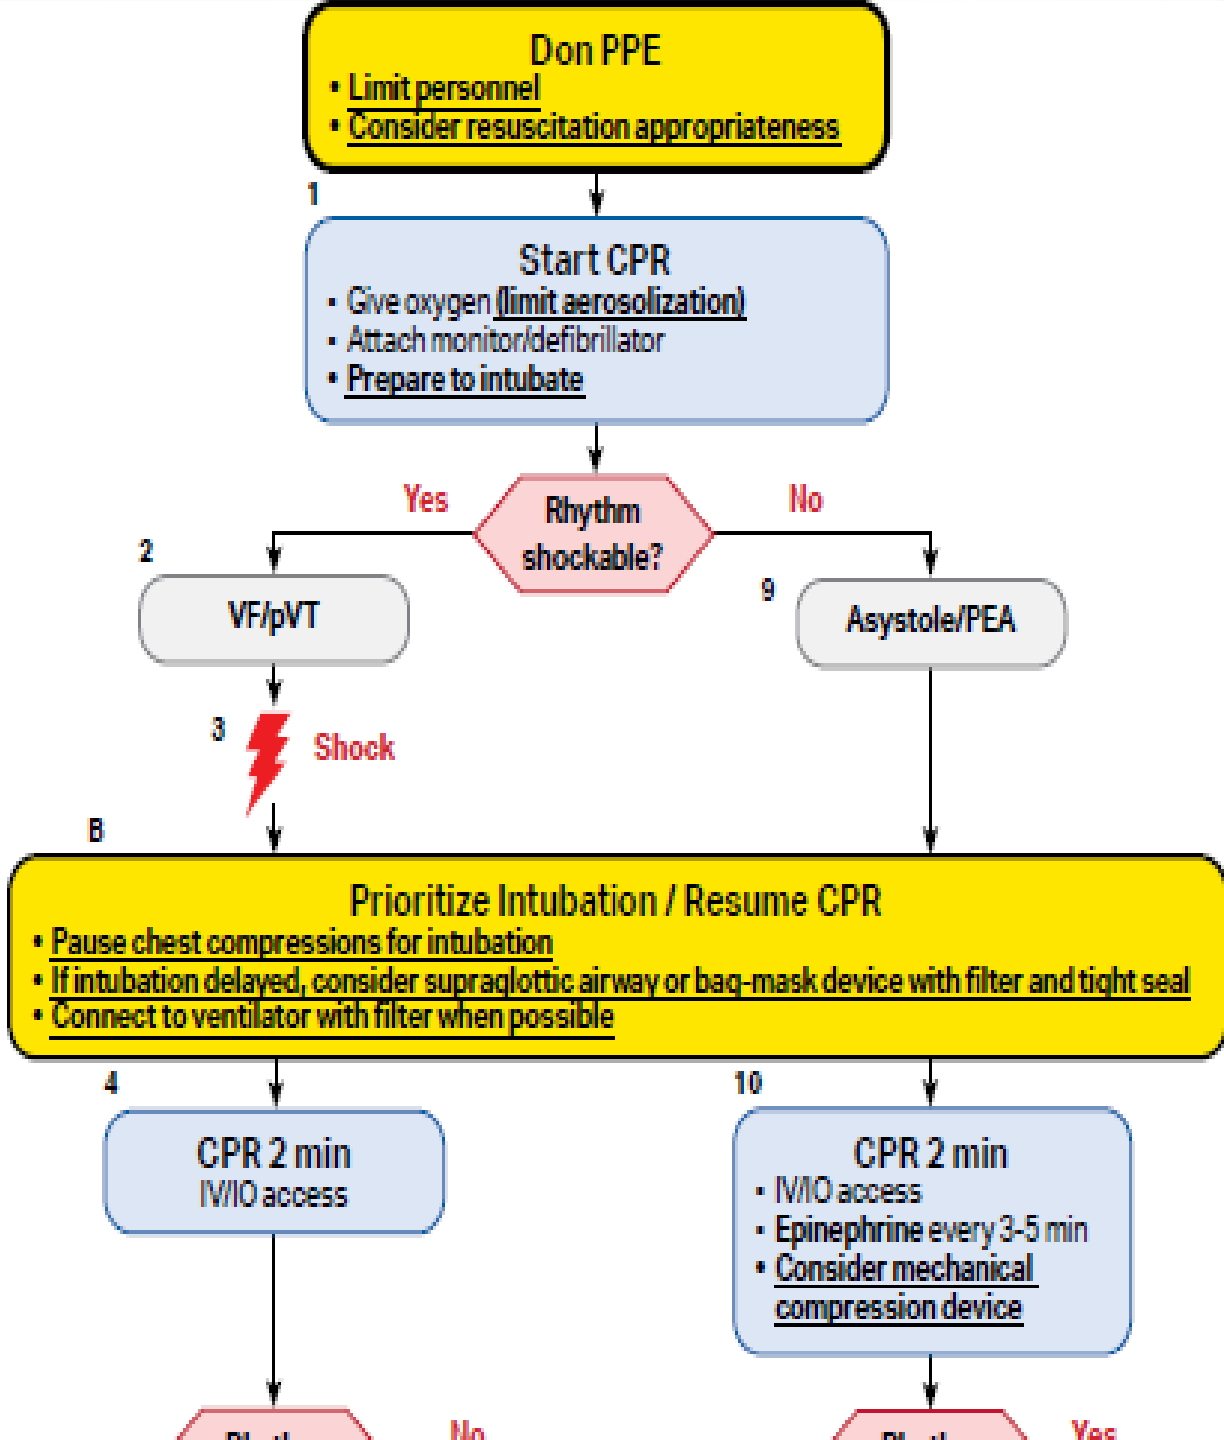 Don PPE
• Limit personnel
• Consider resuscitation appropriateness
1
Start CPR
• Give oxygen (limit aerosolization)
• Attach monitor/defibrillator
• Prepare to intubate
Yes
Rhythm
shockable?
No
2
VF/pVT
9
Asystole/PEA
3
Shock
B
Prioritize Intubation / Resume CPR
• Pause chest compressions for intubation
• If intubation delayed, consider supraglottic airway or bag-mask device with filter and tight seal
• Connect to ventilator with filter when possible
4
CPR 2 min
IV/IO access
10
CPR 2 min
• IV/IO access
• Epinephrine every 3-5 min
• Consider mechanical
compression device
No
Yes